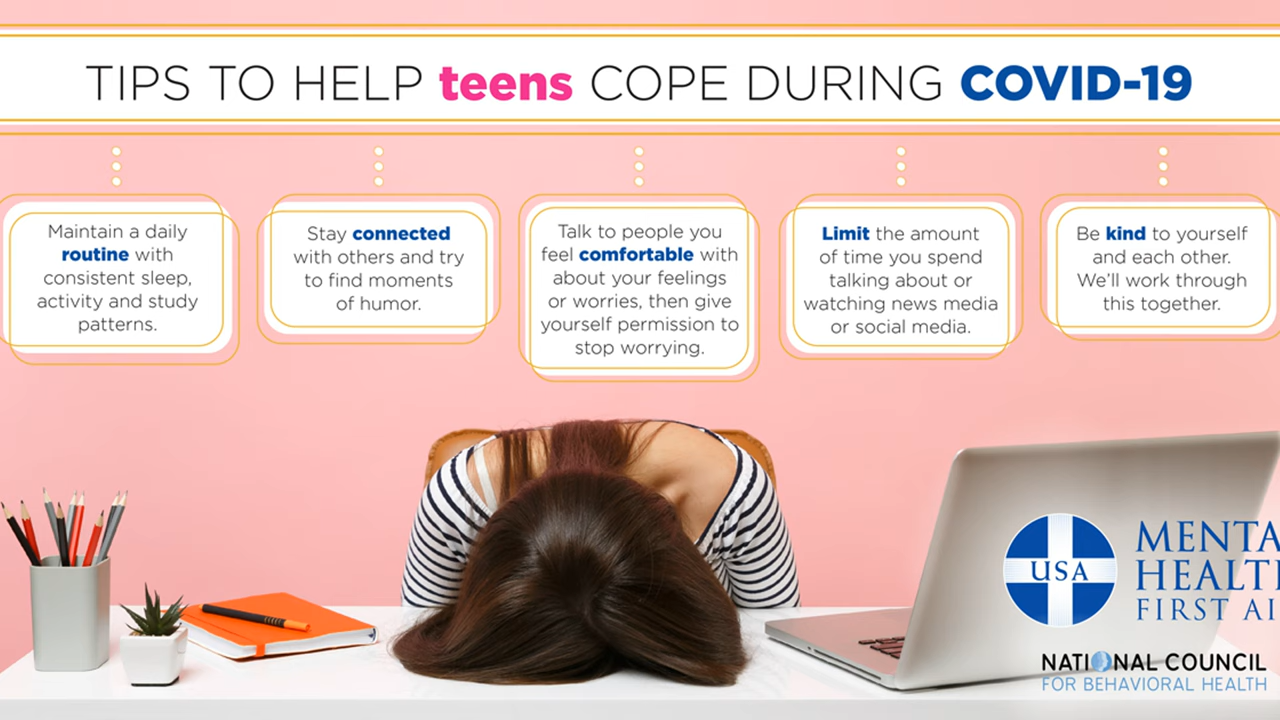 TIPS TO HELP teens COPE DURING COVID-19
Maintain a daily
routine with
consistent sleep,
activity and study
patterns.
Stay connected
with others and try
to find moments
of humor.
Talk to people you
feel comfortable with
about your feelings
or worries, then give
yourself permission to
stop worrying.
Limit the amount
of time you spend
talking about or
watching news media
or social media.
Be kind to yourself
and each other.
We'll work through
this together.
USA
MENTA
HEALTH
FIRST AI
NATIONAL COUNCIL
FOR BEHAVIORAL HEALTH